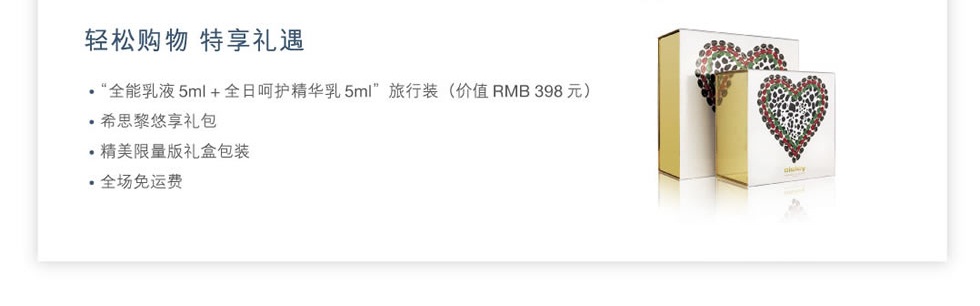 轻松购物 特享礼遇
• “全能乳液 5ml + 全日呵护精华乳 5ml” 旅行装（价值 RMB 398 元）
• 希思黎悠享礼包
• 精美限量版礼盒包装
• 全场免运费